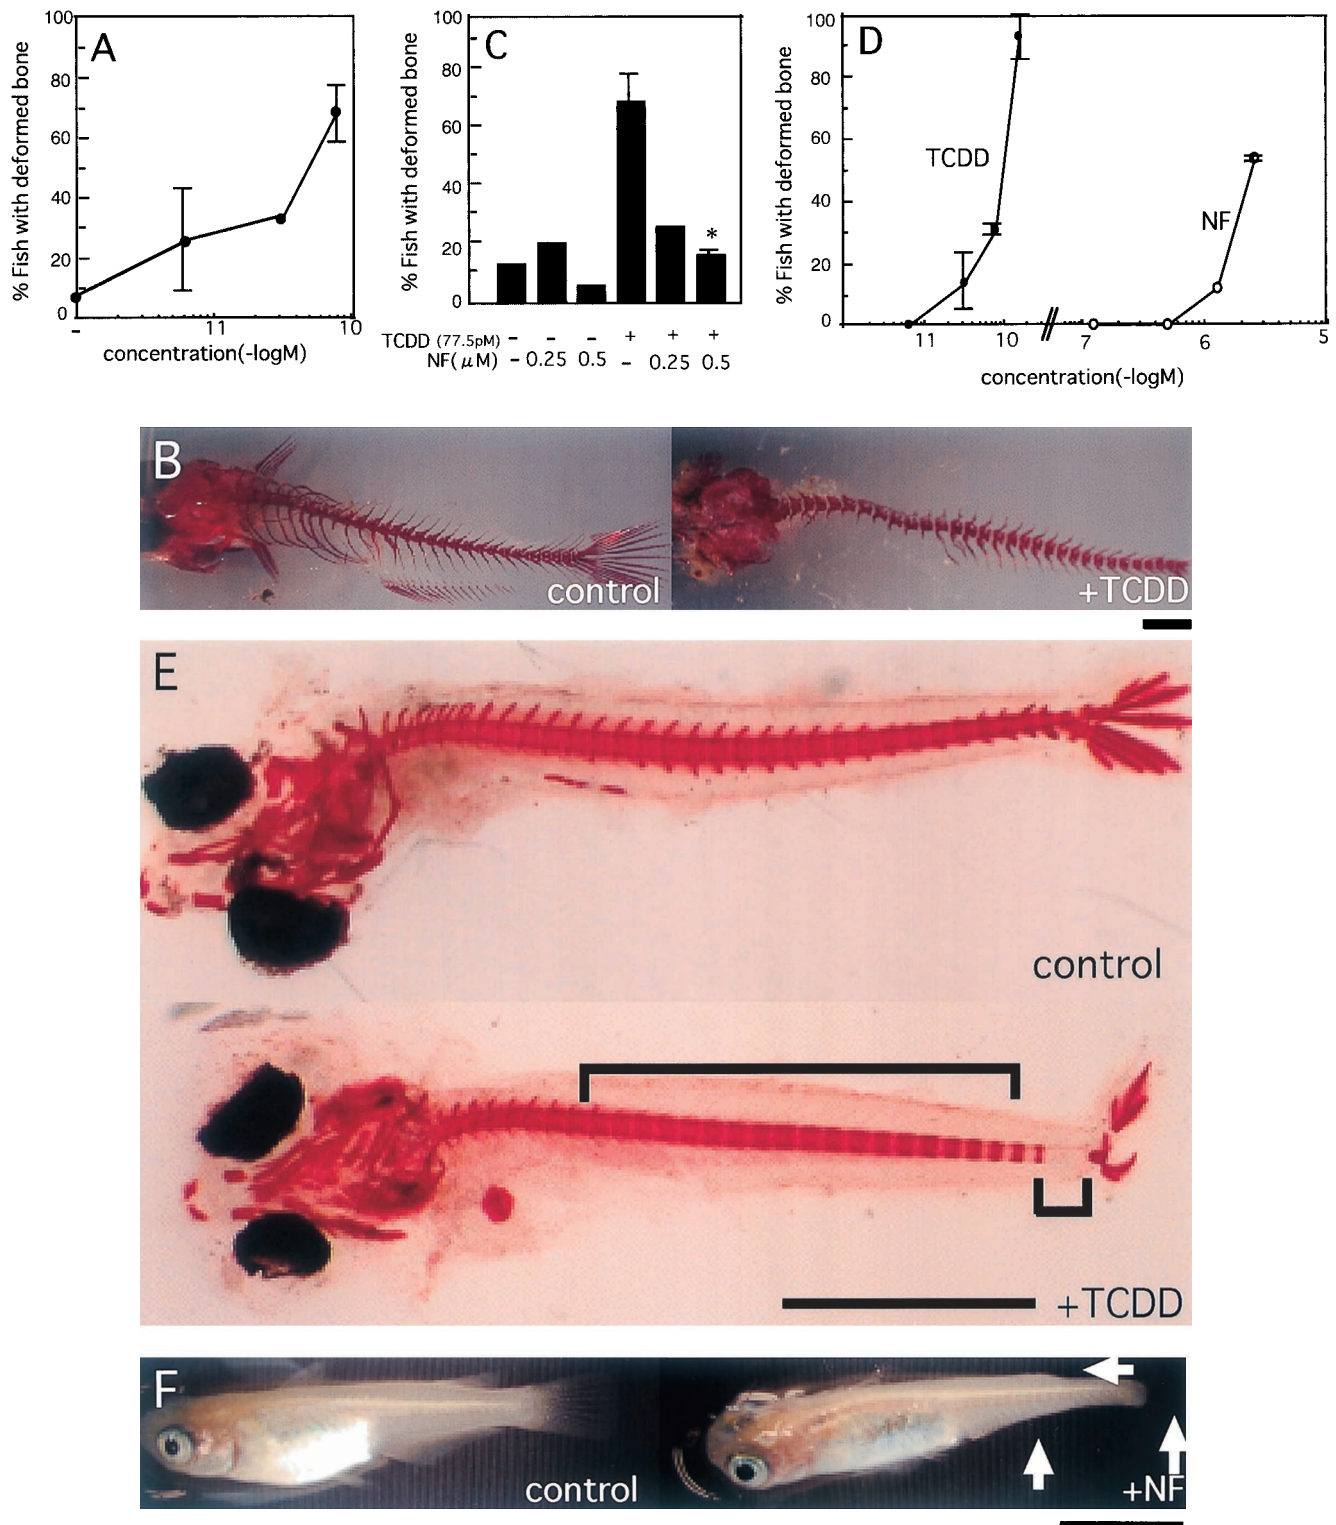 A
% Fish with deformed bone
100
80
60
40
20
0
- 11 10
concentration(-logM)
C
% Fish with deformed bone
100
80
60
40
20
0
TCDD (77.5pM) - - - + + +
NF(μM) - 0.25 0.5 - 0.25 0.5
*
D
% Fish with deformed bone
100
80
60
40
20
0
TCDD
NF
11 10 7 6 5
concentration(-logM)
B
control
+TCDD
E
control
+TCDD
F
control
+NF